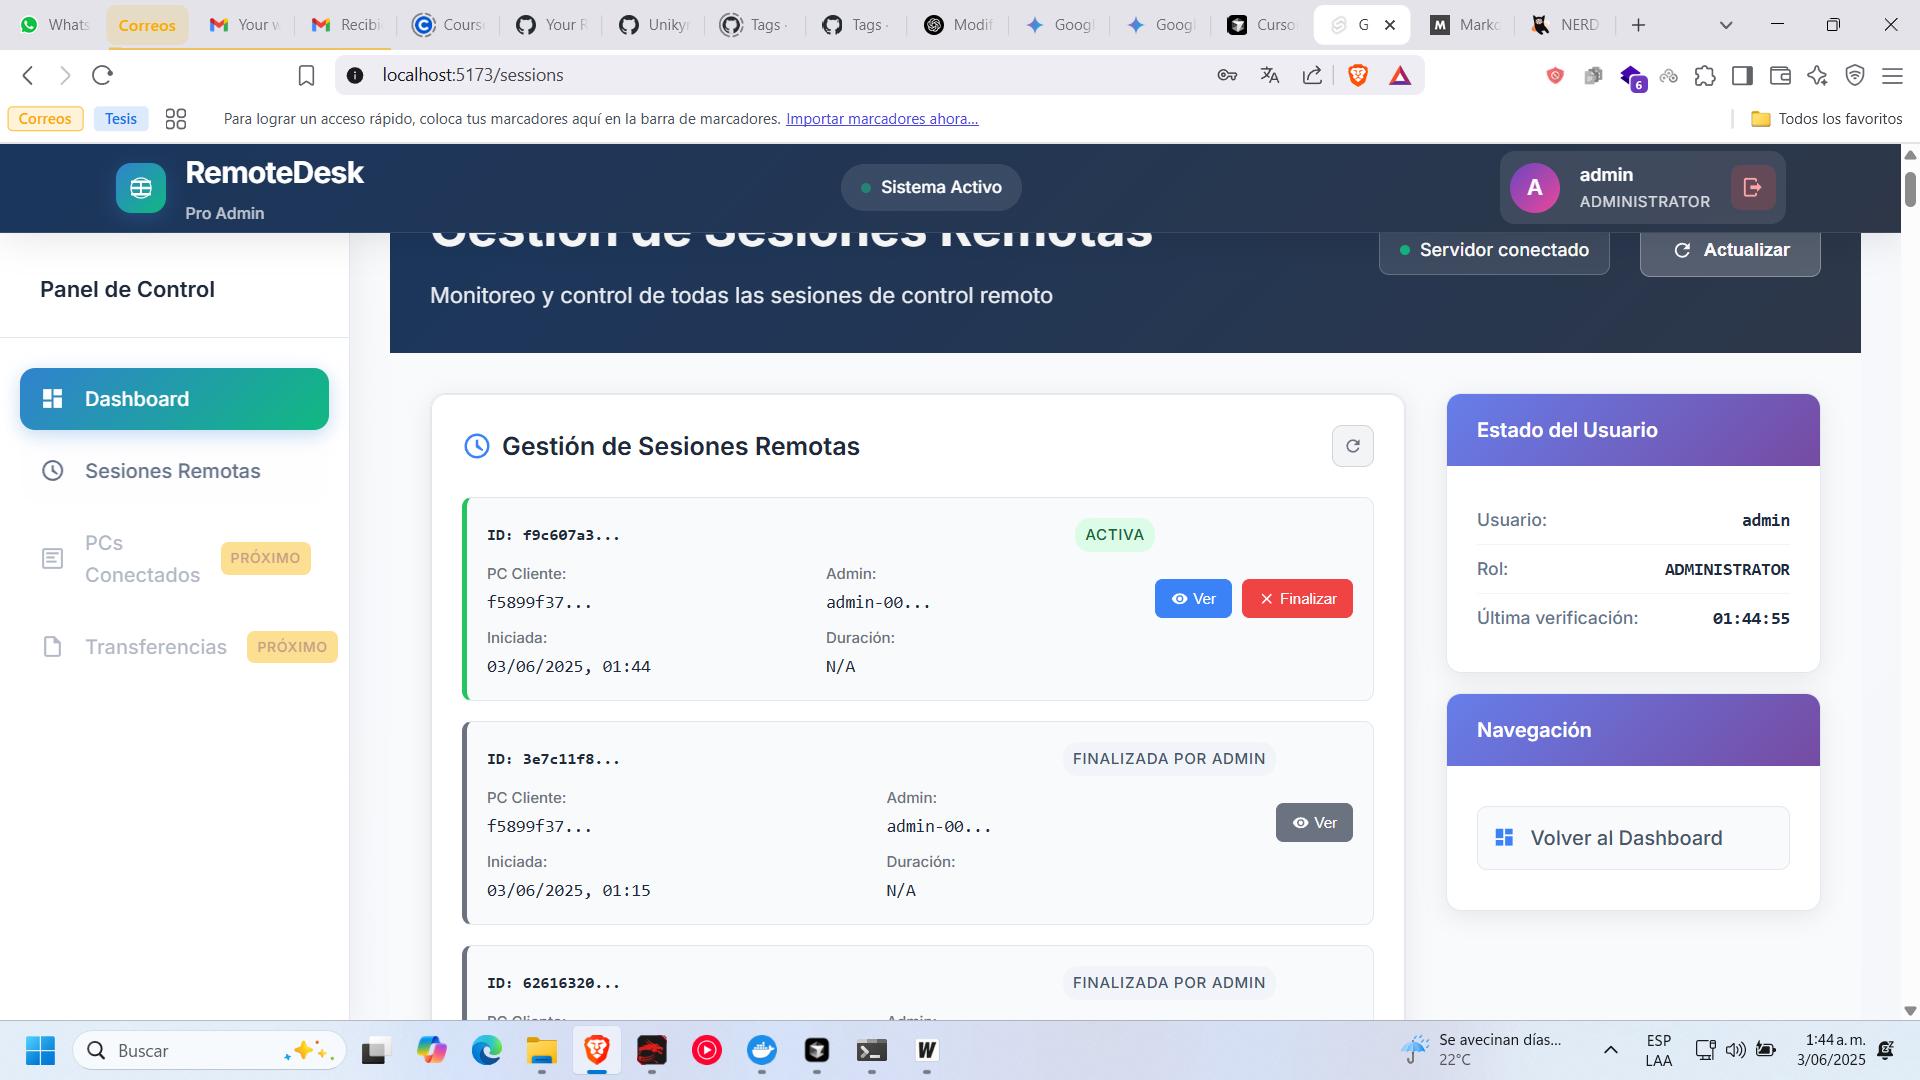 Whats
Correos
Your w
Recibi
Cours
Your R
Unikyr
Tags ·
Tags ·
Modif
Googl
Googl
Curso
G
Marko
NERD
localhost:5173/sessions
6
Correos
Tesis
Para lograr un acceso rápido, coloca tus marcadores aquí en la barra de marcadores. Importar marcadores ahora...
Todos los favoritos
RemoteDesk
Pro Admin
Sistema Activo
A
admin
ADMINISTRATOR
Panel de Control
Dashboard
Sesiones Remotas
PCs
Conectados
PRÓXIMO
Transferencias
PRÓXIMO
Gestión de Sesiones Remotas
Monitoreo y control de todas las sesiones de control remoto
Servidor conectado
Actualizar
Gestión de Sesiones Remotas
ID: f9c607a3...
ACTIVA
PC Cliente:
f5899f37...
Admin:
admin-00...
Iniciada:
03/06/2025, 01:44
Duración:
N/A
Ver
Finalizar
ID: 3e7c11f8...
FINALIZADA POR ADMIN
PC Cliente:
f5899f37...
Admin:
admin-00...
Iniciada:
03/06/2025, 01:15
Duración:
N/A
Ver
ID: 62616320...
FINALIZADA POR ADMIN
PC Cliente:
Admin:
Estado del Usuario
Usuario:
admin
Rol:
ADMINISTRATOR
Última verificación:
01:44:55
Navegación
Volver al Dashboard
Buscar
W
Se avecinan días...
22°C
ESP
LAA
1:44 a. m.
3/06/2025